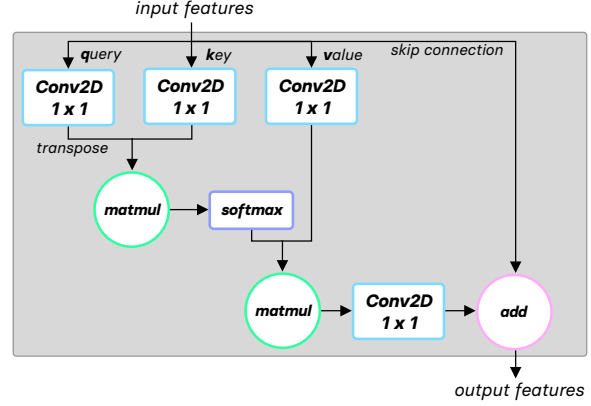 input features
query
key
value
skip connection
Conv2D
1 x 1
Conv2D
1 x 1
Conv2D
1 x 1
transpose
matmul
softmax
matmul
Conv2D
1 x 1
add
output features